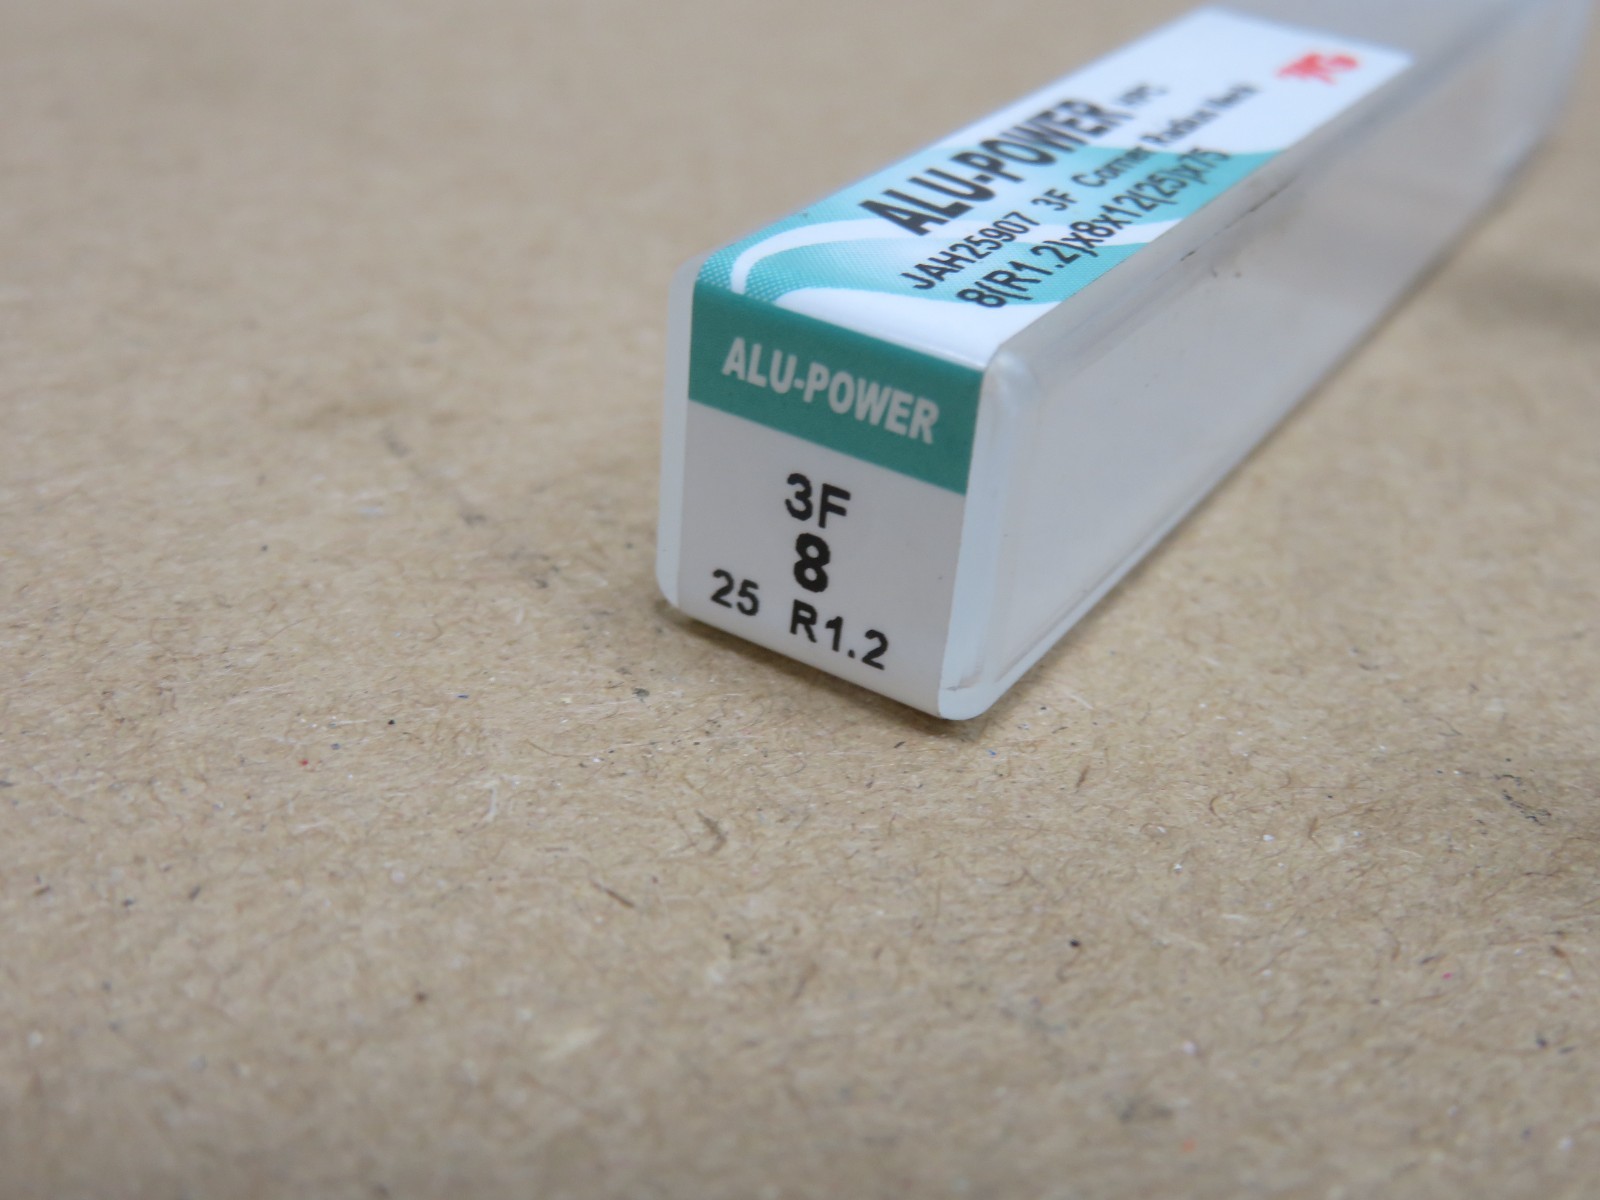 ALU-POWER HPC
JAH25907 3F Corner Radius
8(R1.2)x8x12(25)x75
ALU-POWER
3F
8
25 R1.2